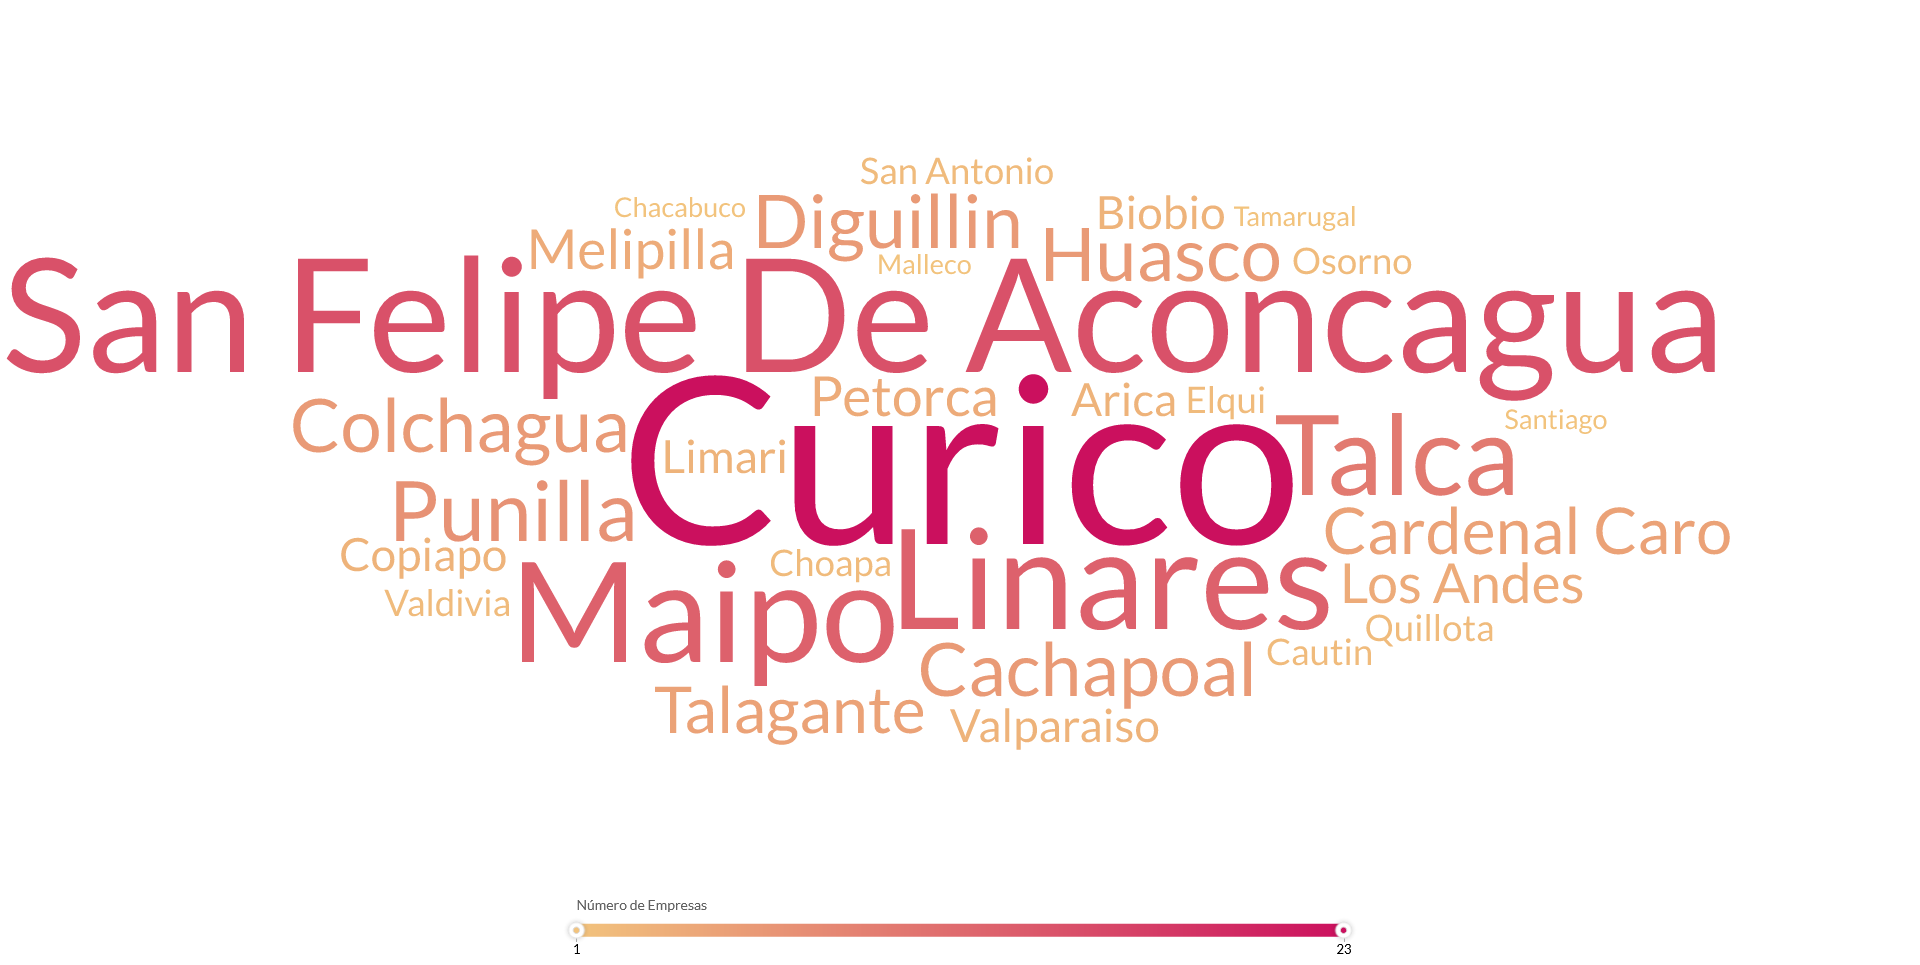 San Antonio
Chacabuco
Diguillin
Biobio
Tamarugal
Melipilla
Malleco
Huasco
Osorno
San Felipe De Aconcagua
Petorca
Arica
Elqui
Colchagua
Curico
Santiago
Limari
Talca
Punilla
Cardenal Caro
Copiapo
Choapa
Linares
Los Andes
Valdivia
Maipo
Quillota
Cautin
Cachapoal
Talagante
Valparaiso
Número de Empresas
1
23